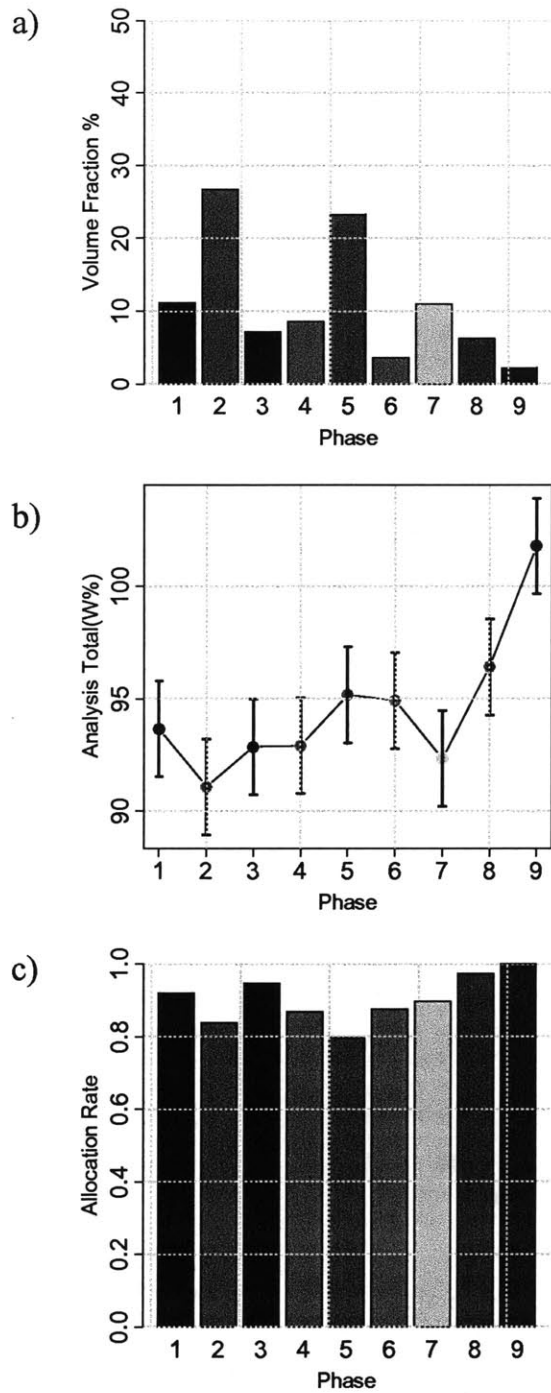 a)
Volume Fraction %
50
40
30
20
10
0
1 2 3 4 5 6 7 8 9
Phase
b)
Analysis Total(W%)
100
95
90
1 2 3 4 5 6 7 8 9
Phase
c)
Allocation Rate
1.0
0.8
0.6
0.4
0.2
0.0
1 2 3 4 5 6 7 8 9
Phase